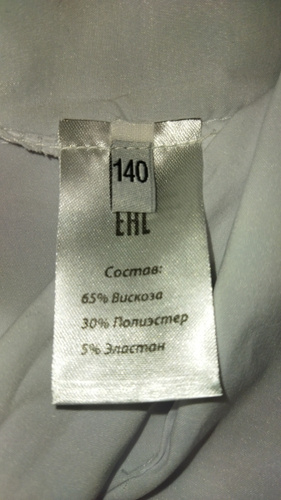 140
EAC
Состав:
65% Вискоза
30% Полиэстер
5% Эластан